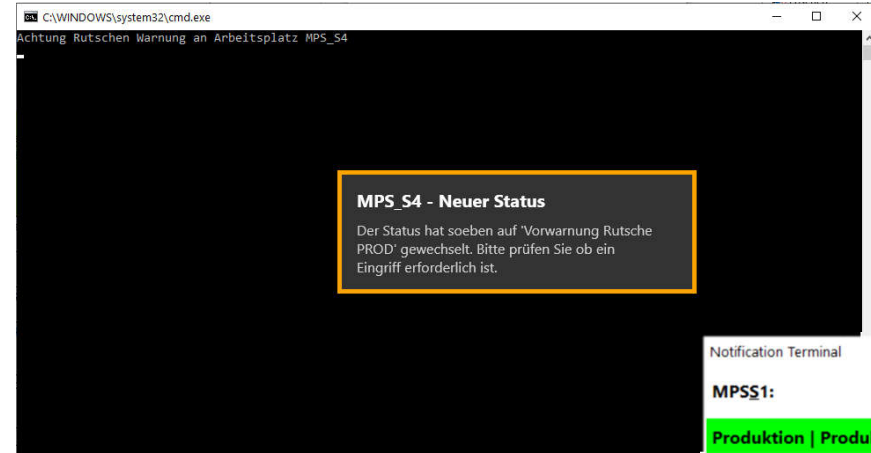 C:\WINDOWS\system32\cmd.exe
Achtung Rutschen Warnung an Arbeitsplatz MPS_S4
MPS_S4 - Neuer Status
Der Status hat soeben auf 'Vorwarnung Rutsche
PROD' gewechselt. Bitte prüfen Sie ob ein
Eingriff erforderlich ist.
Notification Terminal
MPSS1:
Produktion | Produ